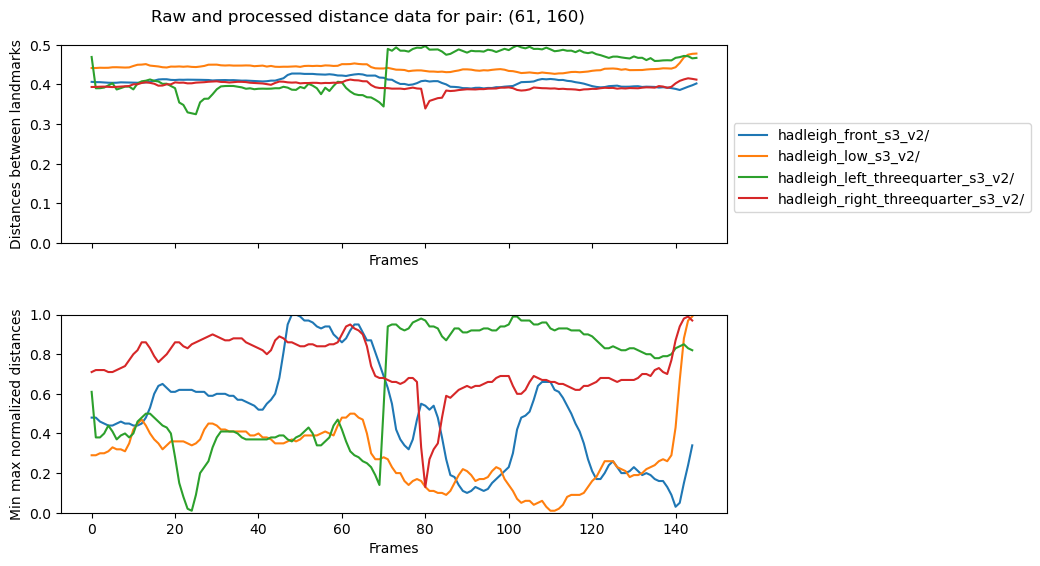 Raw and processed distance data for pair: (61, 160)
Distances between landmarks
0.5
0.4
0.3
0.2
0.1
0.0
Frames
hadleigh_front_s3_v2/
hadleigh_low_s3_v2/
hadleigh_left_threequarter_s3_v2/
hadleigh_right_threequarter_s3_v2/
Min max normalized distances
1.0
0.8
0.6
0.4
0.2
0.0
0 20 40 60 80 100 120 140
Frames